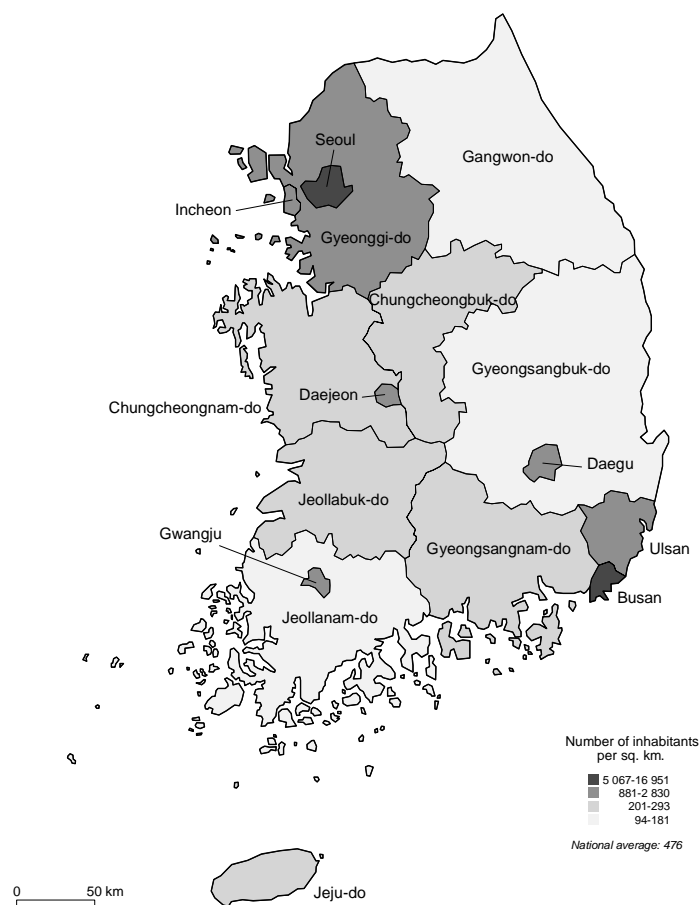 Seoul
Gangwon-do
Incheon
Gyeonggi-do
Chungcheongbuk-do
Gyeongsangbuk-do
Daejeon
Chungcheongnam-do
Daegu
Jeollabuk-do
Gwangju
Gyeongsangnam-do
Ulsan
Busan
Jeollanam-do
Number of inhabitants
per sq. km.
5 067-16 951
881-2 830
201-293
94-181
National average: 476
0 50 km
Jeju-do